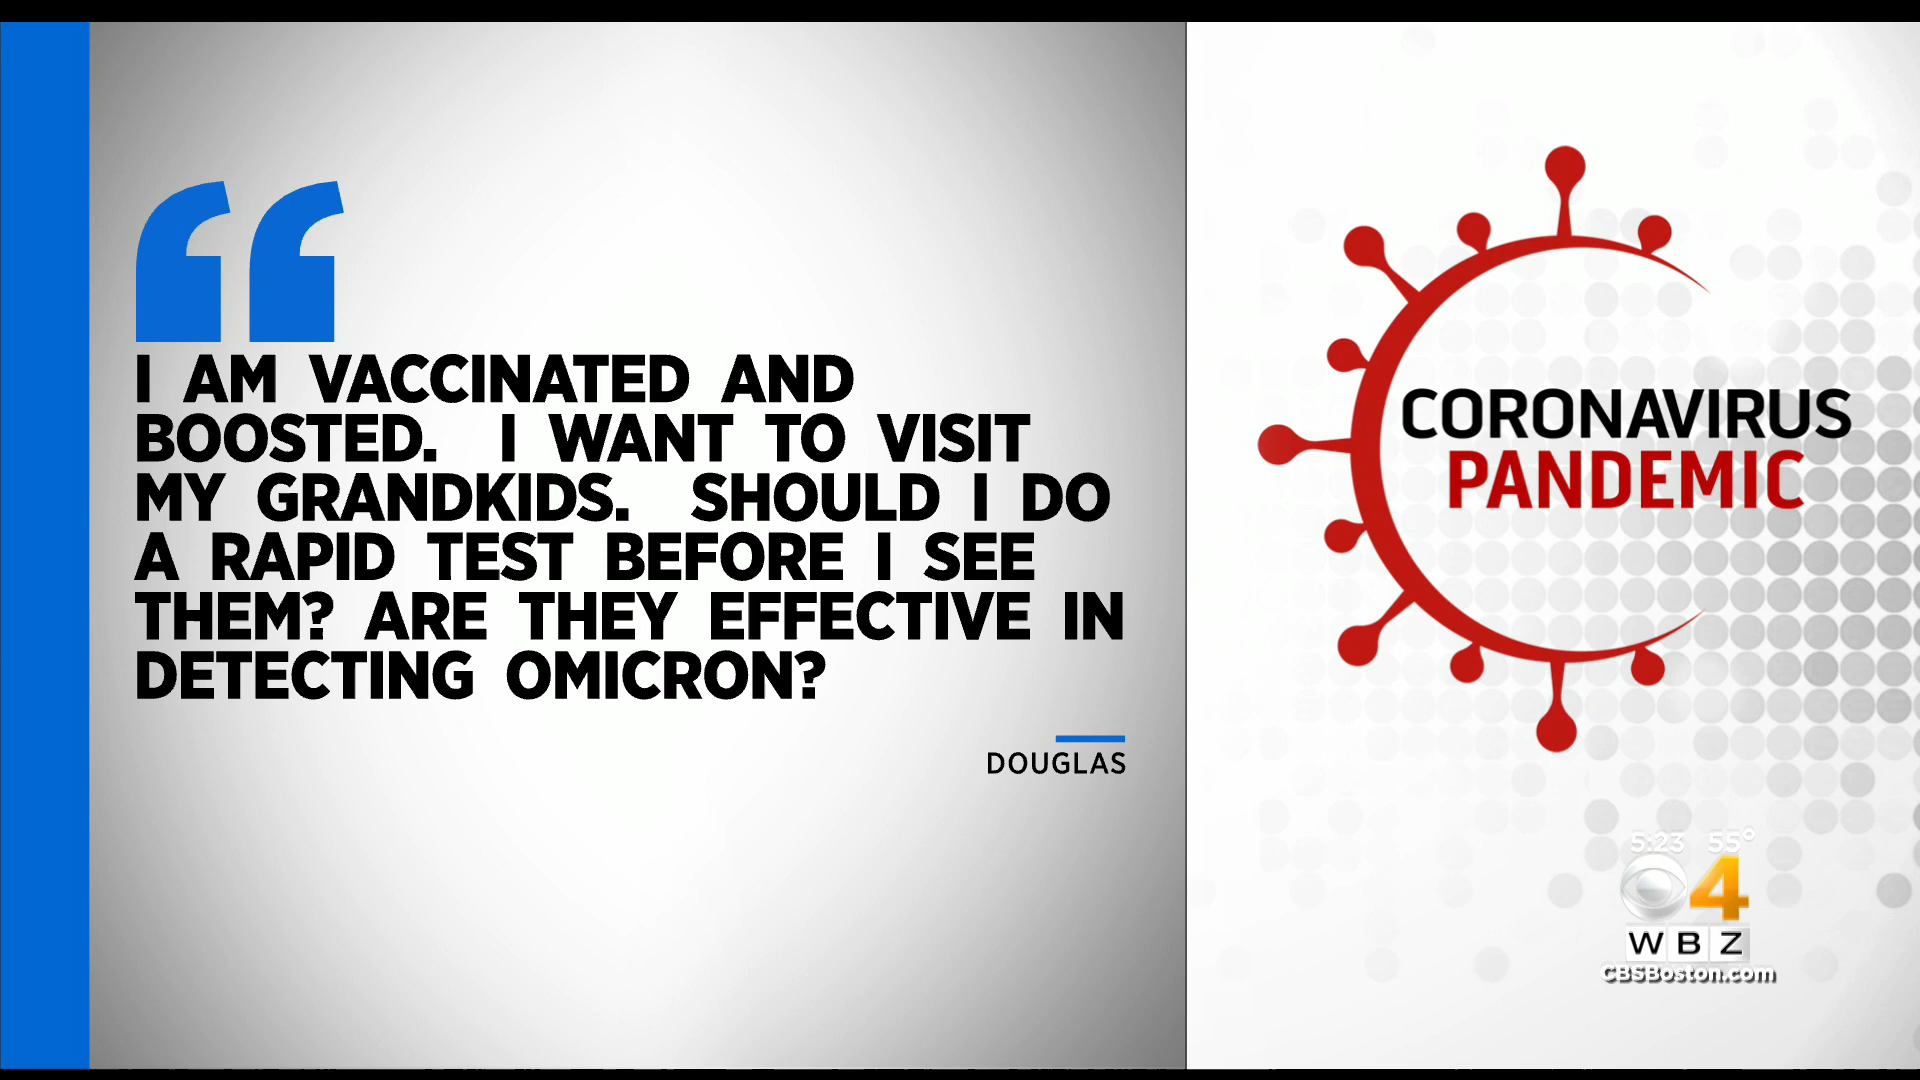 I AM VACCINATED AND
BOOSTED. I WANT TO VISIT
MY GRANDKIDS. SHOULD I DO
A RAPID TEST BEFORE I SEE
THEM? ARE THEY EFFECTIVE IN
DETECTING OMICRON?
DOUGLAS
CORONAVIRUS
PANDEMIC
5:23 55°
4
WBZ
CBSBoston.com